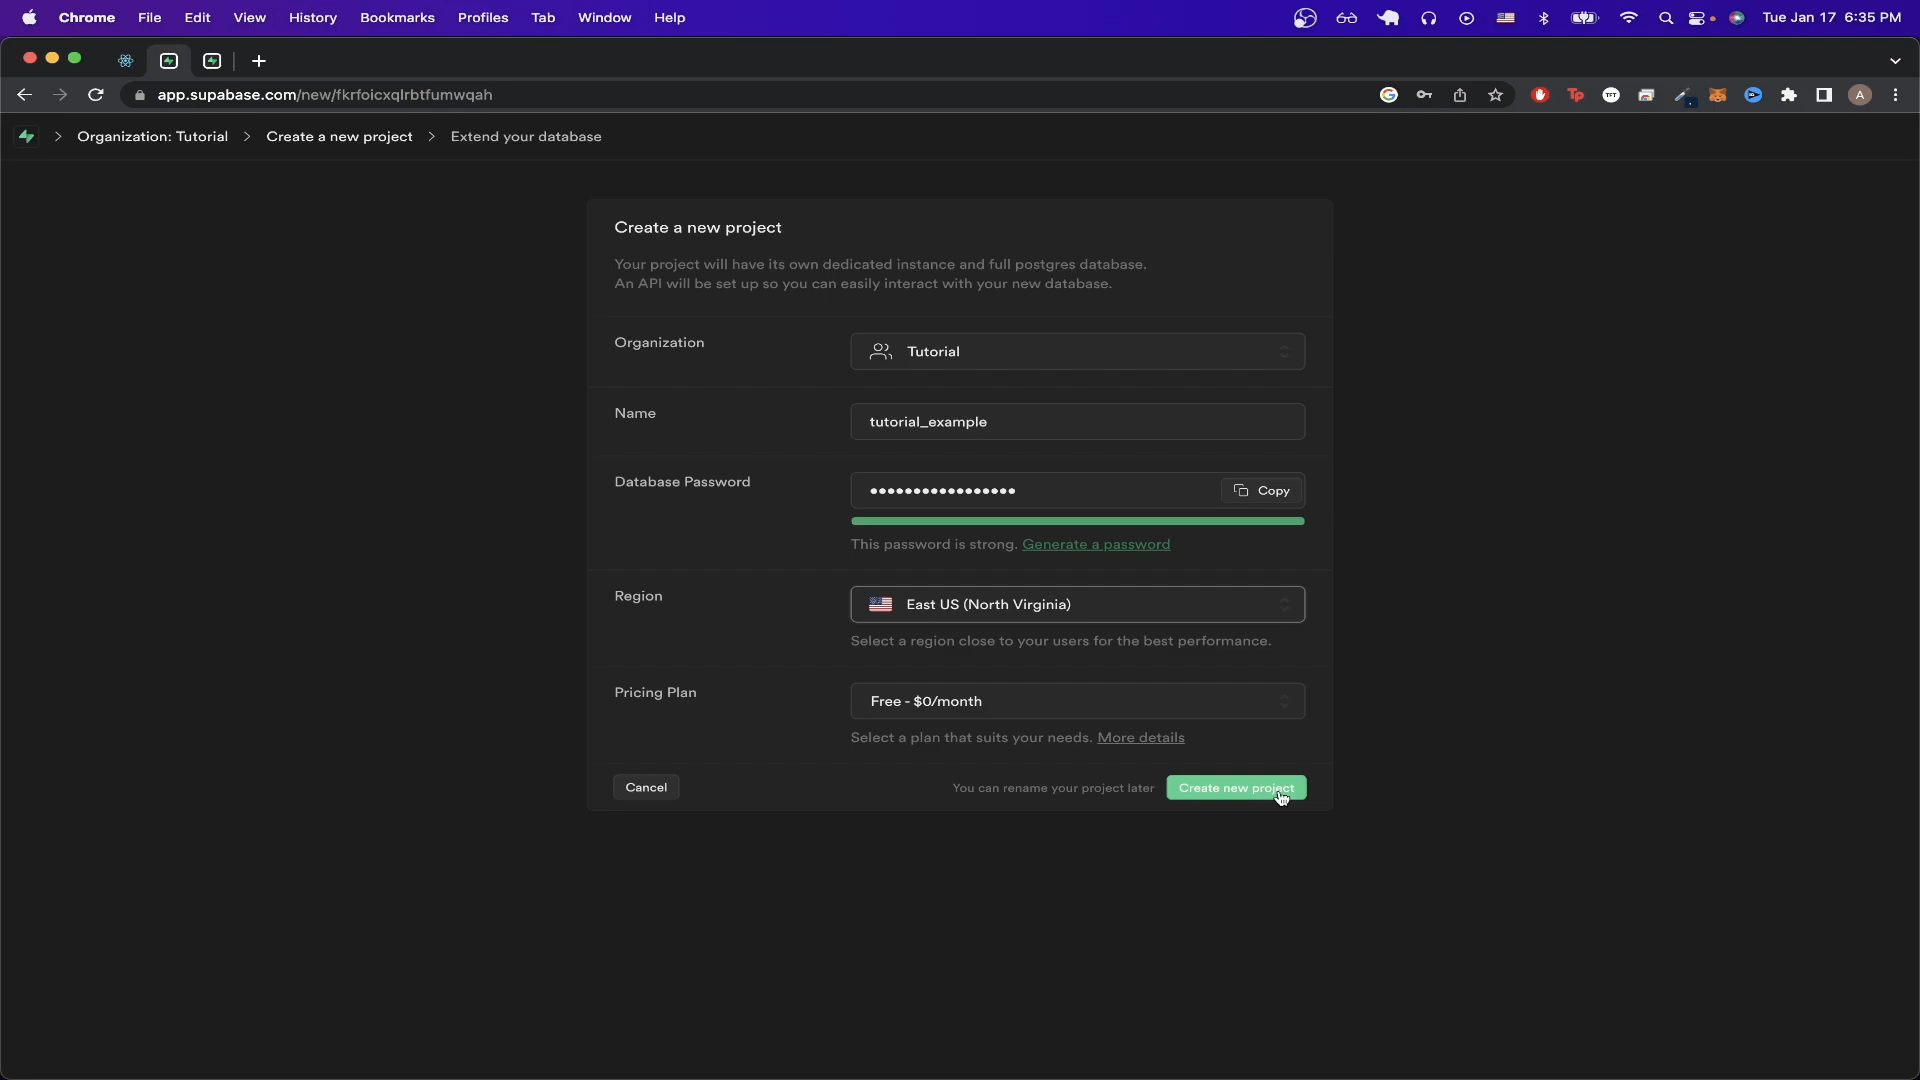 Chrome File Edit View History Bookmarks Profiles Tab Window Help Tue Jan 17 6:35 PM
app.supabase.com/new/fkrfoicxqlrbtfumwqah
Organization: Tutorial > Create a new project > Extend your database
Create a new project
Your project will have its own dedicated instance and full postgres database.
An API will be set up so you can easily interact with your new database.
Organization
Tutorial
Name
tutorial_example
Database Password
Copy
This password is strong. Generate a password
Region
East US (North Virginia)
Select a region close to your users for the best performance.
Pricing Plan
Free - $0/month
Select a plan that suits your needs. More details
Cancel
You can rename your project later
Create new project